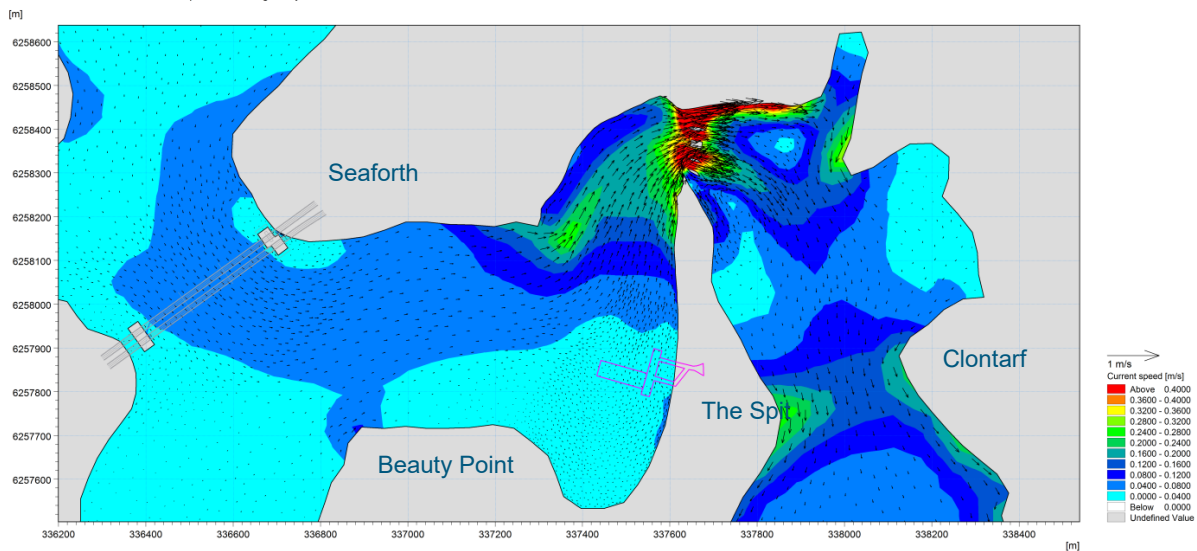 [m]
6258600
6258500
6258400
6258300
6258200
6258100
6258000
6257900
6257800
6257700
6257600
Seaforth
Clontarf
The Spit
Beauty Point
336200 336400 336600 336800 337000 337200 337400 337600 337800 338000 338200 338400
[m]
1 m/s
Current speed [m/s]
Above 0.4000
0.3600 - 0.4000
0.3200 - 0.3600
0.2800 - 0.3200
0.2400 - 0.2800
0.2000 - 0.2400
0.1600 - 0.2000
0.1200 - 0.1600
0.0800 - 0.1200
0.0400 - 0.0800
0.0000 - 0.0400
Below 0.0000
Undefined Value